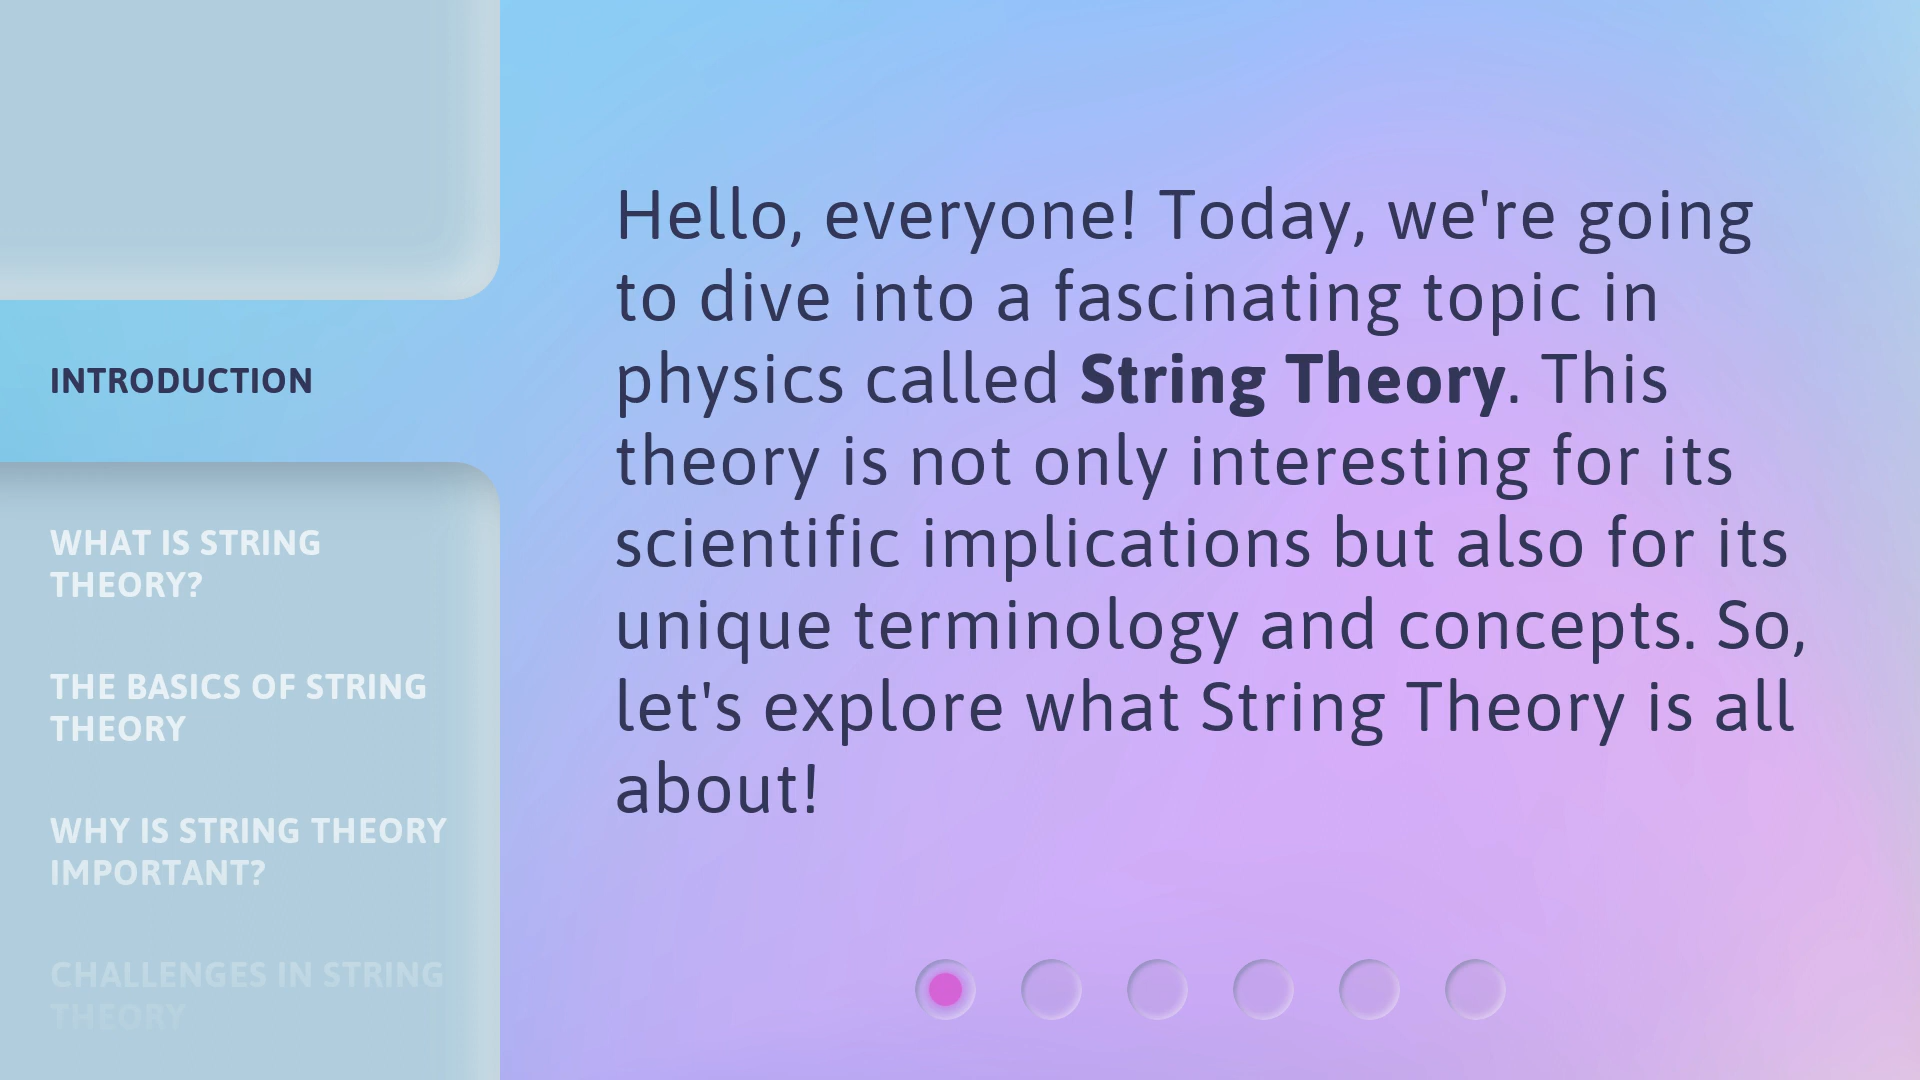 INTRODUCTION
WHAT IS STRING
THEORY?
THE BASICS OF STRING
THEORY
WHY IS STRING THEORY
IMPORTANT?
CHALLENGES IN STRING
THEORY
Hello, everyone! Today, we're going
to dive into a fascinating topic in
physics called String Theory. This
theory is not only interesting for its
scientific implications but also for its
unique terminology and concepts. So,
let's explore what String Theory is all
about!